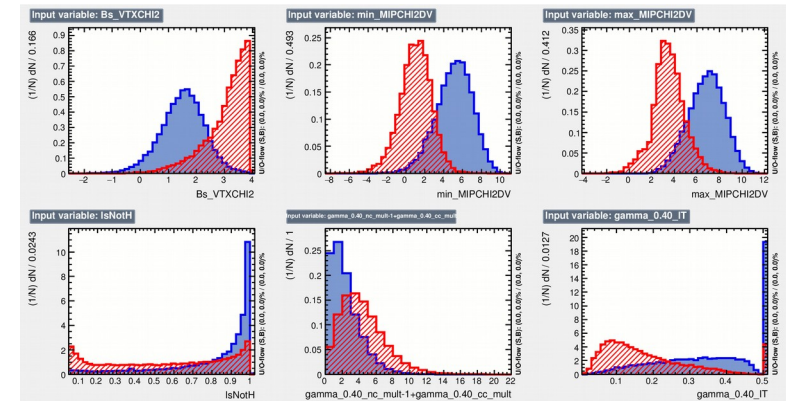 Input variable: Bs_VTXCHI2
(1/N) dN / 0.166
0.9
0.8
0.7
0.6
0.5
0.4
0.3
0.2
0.1
0
-2 -1 0 1 2 3 4
Bs_VTXCHI2
U/O-flow (S,B): (0.0, 0.0)% / (0.0, 0.0)%
Input variable: min_MIPCHI2DV
(1/N) dN / 0.493
0.25
0.2
0.15
0.1
0.05
0
-8 -6 -4 -2 0 2 4 6 8 10
min_MIPCHI2DV
U/O-flow (S,B): (0.0, 0.0)% / (0.0, 0.0)%
Input variable: max_MIPCHI2DV
(1/N) dN / 0.412
0.35
0.3
0.25
0.2
0.15
0.1
0.05
0
-4 -2 0 2 4 6 8 10 12
max_MIPCHI2DV
U/O-flow (S,B): (0.0, 0.0)% / (0.0, 0.0)%
Input variable: IsNotH
(1/N) dN / 0.0243
10
8
6
4
2
0
0.1 0.2 0.3 0.4 0.5 0.6 0.7 0.8 0.9 1
IsNotH
U/O-flow (S,B): (0.0, 0.0)% / (0.0, 0.0)%
Input variable: gamma_0.40_nc_mult-1+gamma_0.40_cc_mult
(1/N) dN / 1
0.25
0.2
0.15
0.1
0.05
0
0 2 4 6 8 10 12 14 16 18 20 22
gamma_0.40_nc_mult-1+gamma_0.40_cc_mult
U/O-flow (S,B): (0.0, 0.0)% / (0.0, 0.0)%
Input variable: gamma_0.40_IT
(1/N) dN / 0.0127
20
18
16
14
12
10
8
6
4
2
0
0.1 0.2 0.3 0.4 0.5
gamma_0.40_IT
U/O-flow (S,B): (0.0, 0.0)% / (0.0, 0.0)%